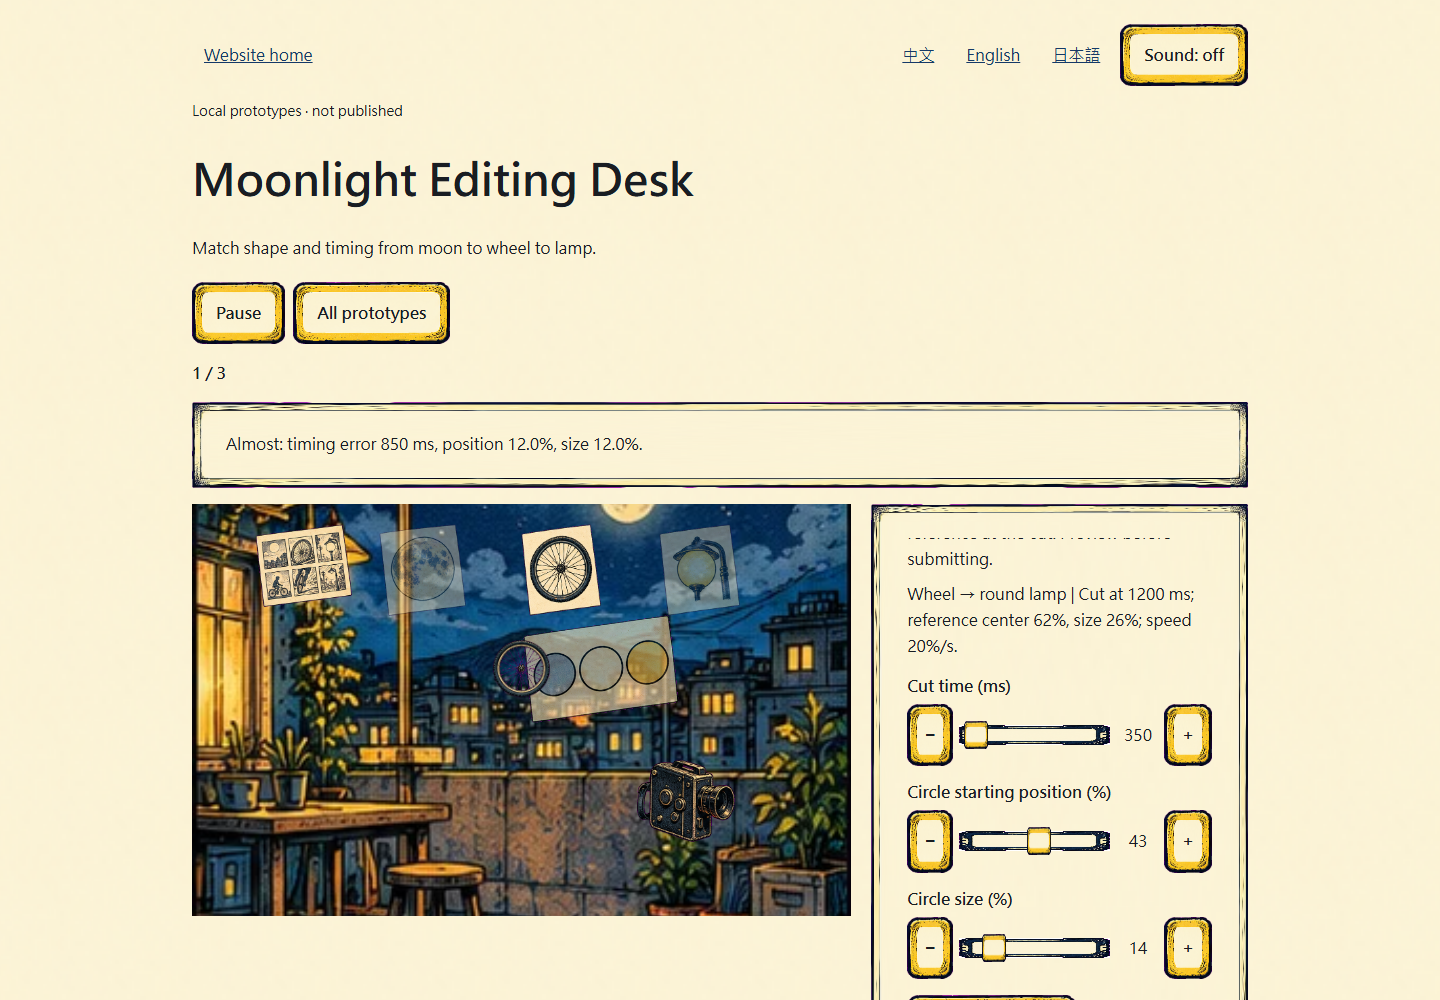 Website home
中文
English
日本語
Sound: off
Local prototypes · not published
Moonlight Editing Desk
Match shape and timing from moon to wheel to lamp.
Pause
All prototypes
1 / 3
Almost: timing error 850 ms, position 12.0%, size 12.0%.
submitting.
Wheel → round lamp | Cut at 1200 ms;
reference center 62%, size 26%; speed
20%/s.
Cut time (ms)
−
350
+
Circle starting position (%)
−
43
+
Circle size (%)
−
14
+